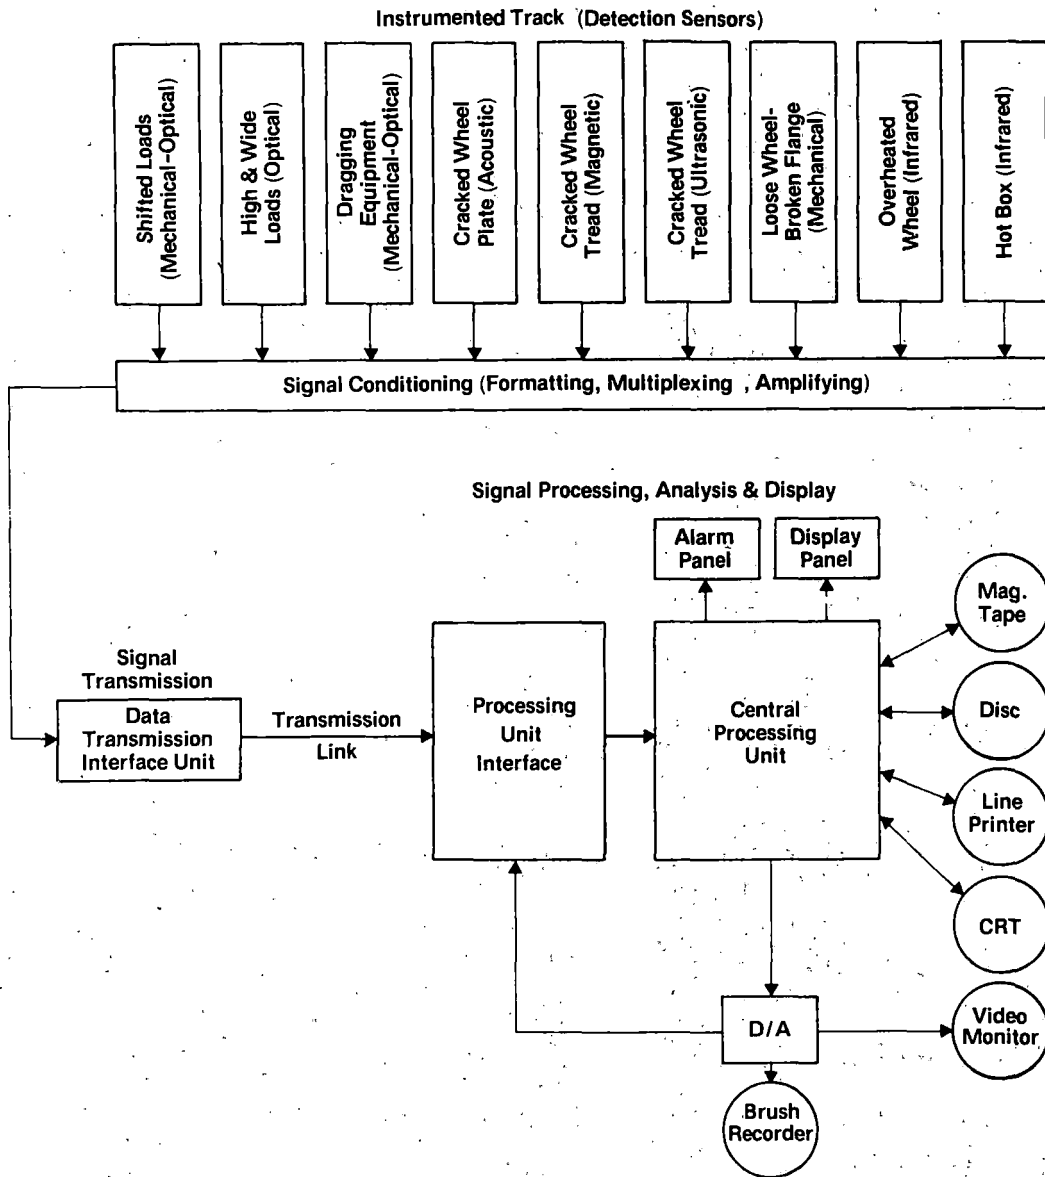 Instrumented Track (Detection Sensors)
Shifted Loads
(Mechanical-Optical)
High & Wide
Loads (Optical)
Dragging
Equipment
(Mechanical-Optical)
Cracked Wheel
Plate (Acoustic)
Cracked Wheel
Tread (Magnetic)
Cracked Wheel
Tread (Ultrasonic)
Loose Wheel-
Broken Flange
(Mechanical)
Overheated
Wheel (Infrared)
Hot Box (Infrared)
Signal Conditioning (Formatting, Multiplexing , Amplifying)
Signal Processing, Analysis & Display
Alarm
Panel
Display
Panel
Mag.
Tape
Signal
Transmission
Data
Transmission
Interface Unit
Transmission
Link
Processing
Unit
Interface
Central
Processing
Unit
Disc
Line
Printer
CRT
D/A
Video
Monitor
Brush
Recorder